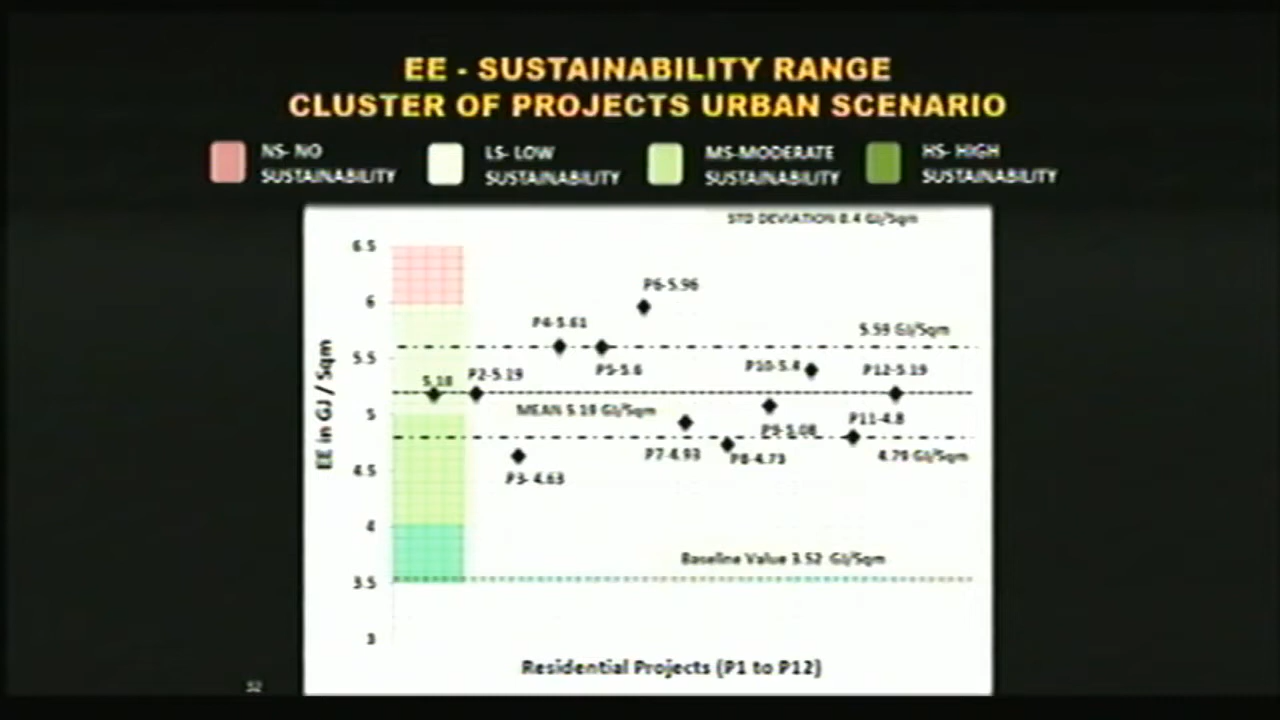 EE - SUSTAINABILITY RANGE
CLUSTER OF PROJECTS URBAN SCENARIO
NS- NO
SUSTAINABILITY
LS- LOW
SUSTAINABILITY
MS-MODERATE
SUSTAINABILITY
HS- HIGH
SUSTAINABILITY
STD DEVIATION 0.4 GJ/Sqm
6.5
P6-5.96
6
P4-5.61
5.59 GJ/Sqm
5.5
P5-5.6
P10-5.4
P12-5.19
5.18
P2-5.19
MEAN 5.19 GJ/Sqm
5
P11-4.8
P9-5.08
P7-4.93
P8-4.73
4.79 GJ/Sqm
4.5
P3- 4.63
4
Baseline Value 3.52 GJ/Sqm
3.5
3
EE in GJ / Sqm
Residential Projects (P1 to P12)
52